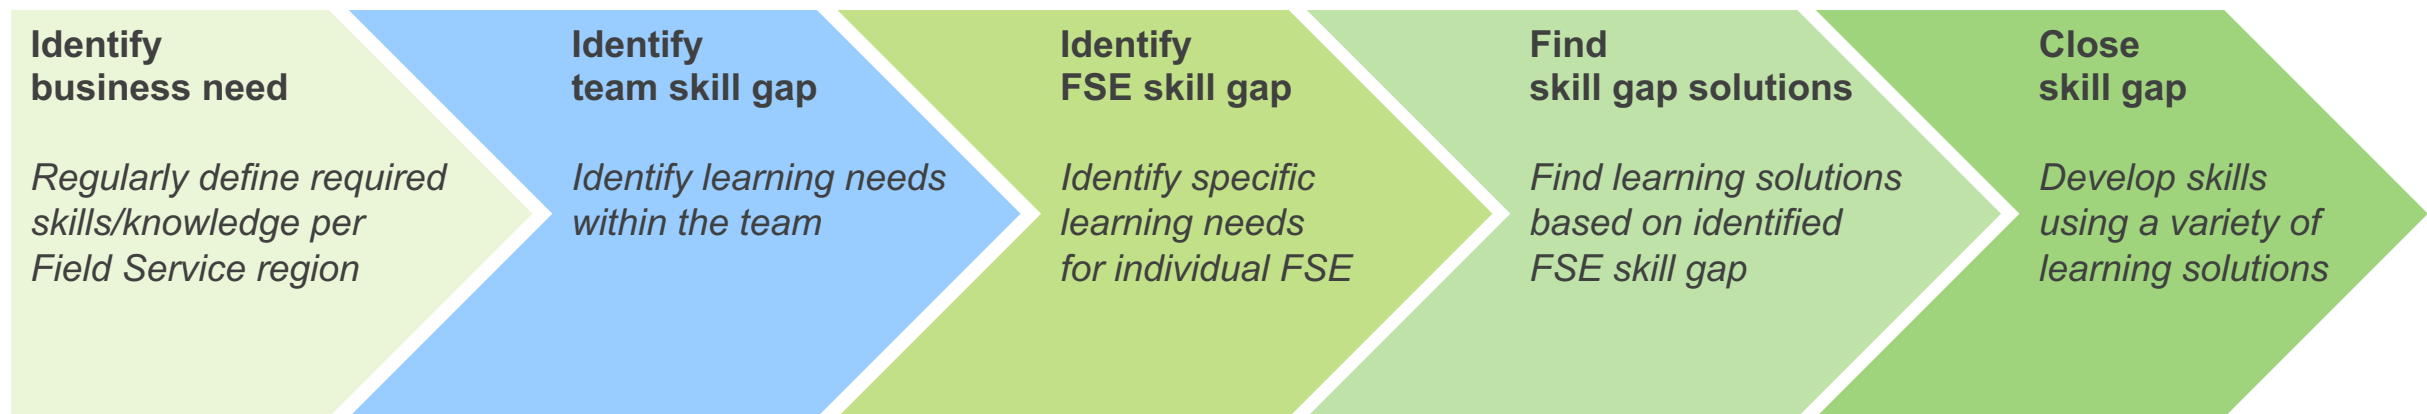 Identify
business need
Regularly define required
skills/knowledge per
Field Service region
Identify
team skill gap
Identify learning needs
within the team
Identify
FSE skill gap
Identify specific
learning needs
for individual FSE
Find
skill gap solutions
Find learning solutions
based on identified
FSE skill gap
Close
skill gap
Develop skills
using a variety of
learning solutions